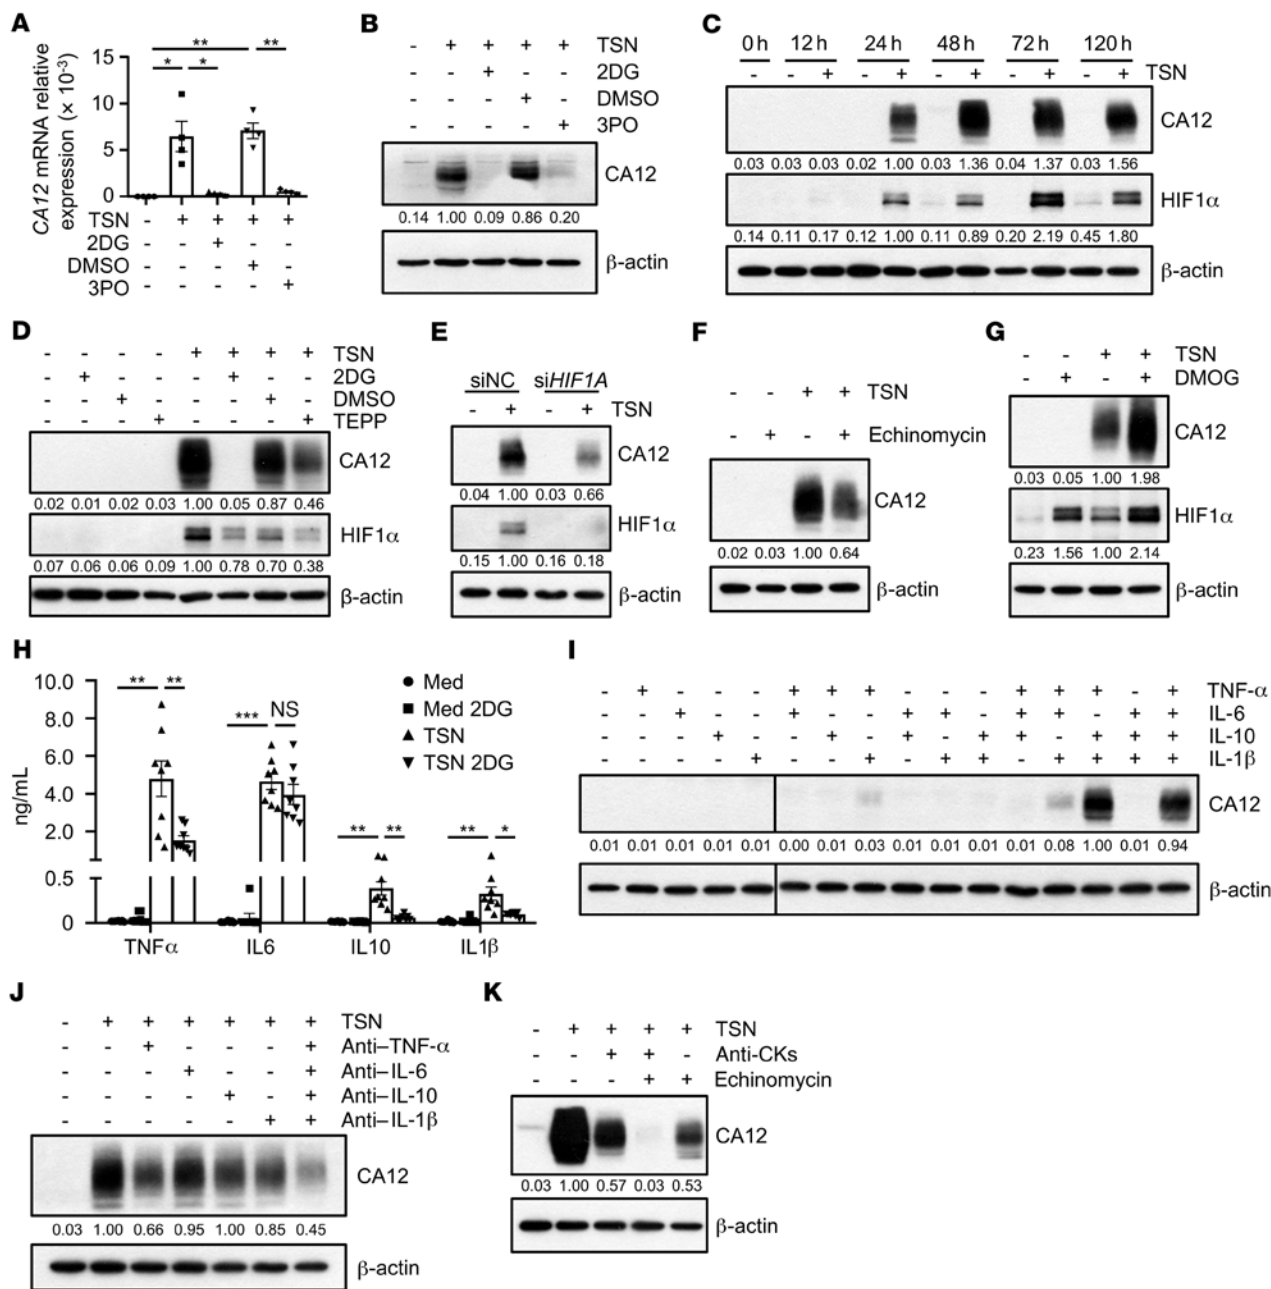 A
CA12 mRNA relative
expression (× 10-3)
15
10
5
0
** **
* *
TSN - + + + +
2DG - - + - -
DMSO - - - + -
3PO - - - - +
B
- + + + + TSN
- - + - - 2DG
- - - + - DMSO
- - - - + 3PO
CA12
0.14 1.00 0.09 0.86 0.20
β-actin
C
0 h 12 h 24 h 48 h 72 h 120 h
- - + - + - + - + - + TSN
CA12
0.03 0.03 0.03 0.02 1.00 0.03 1.36 0.04 1.37 0.03 1.56
HIF1α
0.14 0.11 0.17 0.12 1.00 0.11 0.89 0.20 2.19 0.45 1.80
β-actin
D
- - - - + + + + TSN
- + - - - + - - 2DG
- - + - - - + - DMSO
- - - + - - - + TEPP
CA12
0.02 0.01 0.02 0.03 1.00 0.05 0.87 0.46
HIF1α
0.07 0.06 0.06 0.09 1.00 0.78 0.70 0.38
β-actin
E
siNC siHIF1A
- + - + TSN
CA12
0.04 1.00 0.03 0.66
HIF1α
0.15 1.00 0.16 0.18
β-actin
F
- - + + TSN
- + - + Echinomycin
CA12
0.02 0.03 1.00 0.64
β-actin
G
- - + + TSN
- + - + DMOG
CA12
0.03 0.05 1.00 1.98
HIF1α
0.23 1.56 1.00 2.14
β-actin
H
ng/mL
10.0
8.0
6.0
4.0
2.0
0.5
0
** **
*** NS
** **
** *
Med
Med 2DG
TSN
TSN 2DG
TNFα IL6 IL10 IL1β
I
- + - - - + + + - - - + + + - + TNF-α
- - + - - + - - + + - + + - + + IL-6
- - - + - - + - + - + + - + + + IL-10
- - - - + - - + - + + - + + + + IL-1β
CA12
0.01 0.01 0.01 0.01 0.01 0.00 0.01 0.03 0.01 0.01 0.01 0.01 0.08 1.00 0.01 0.94
β-actin
J
- + + + + + + TSN
- - + - - - + Anti–TNF-α
- - - + - - + Anti–IL-6
- - - - + - + Anti–IL-10
- - - - - + + Anti–IL-1β
CA12
0.03 1.00 0.66 0.95 1.00 0.85 0.45
β-actin
K
- + + + + TSN
- - + + - Anti-CKs
- - - + + Echinomycin
CA12
0.03 1.00 0.57 0.03 0.53
β-actin